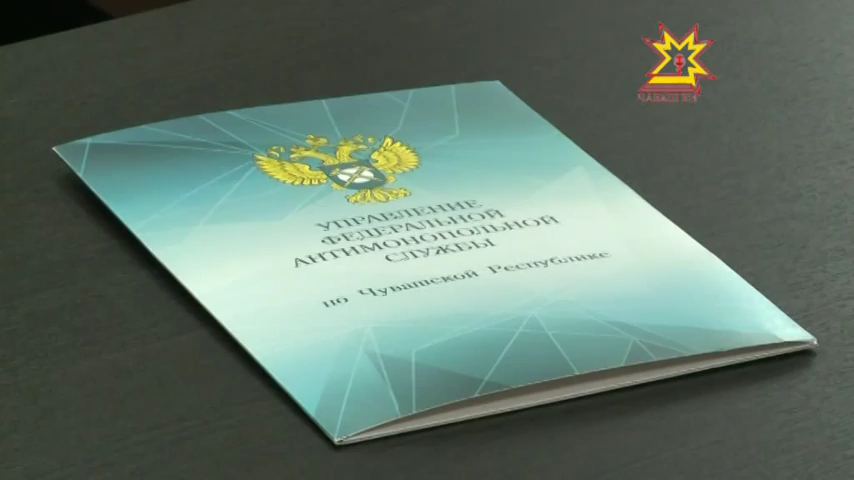 УПРАВЛЕНИЕ
ФЕДЕРАЛЬНОЙ
АНТИМОНОПОЛЬНОЙ
СЛУЖБЫ
по Чувашской Республике